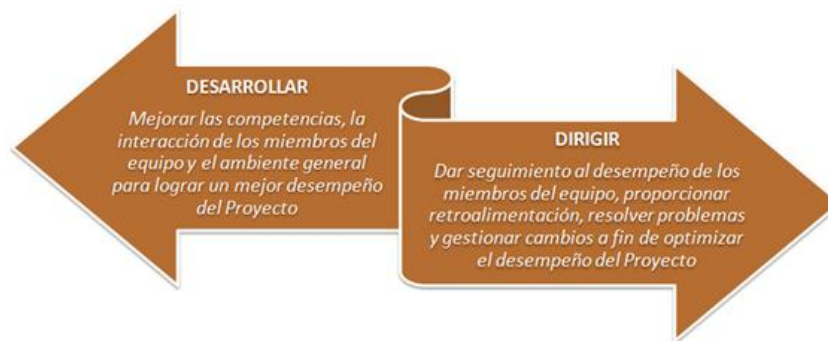 DESARROLLAR
Mejorar las competencias, la
interacción de los miembros del
equipo y el ambiente general
para lograr un mejor desempeño
del Proyecto
DIRIGIR
Dar seguimiento al desempeño de los
miembros del equipo, proporcionar
retroalimentación, resolver problemas
y gestionar cambios a fin de optimizar
el desempeño del Proyecto